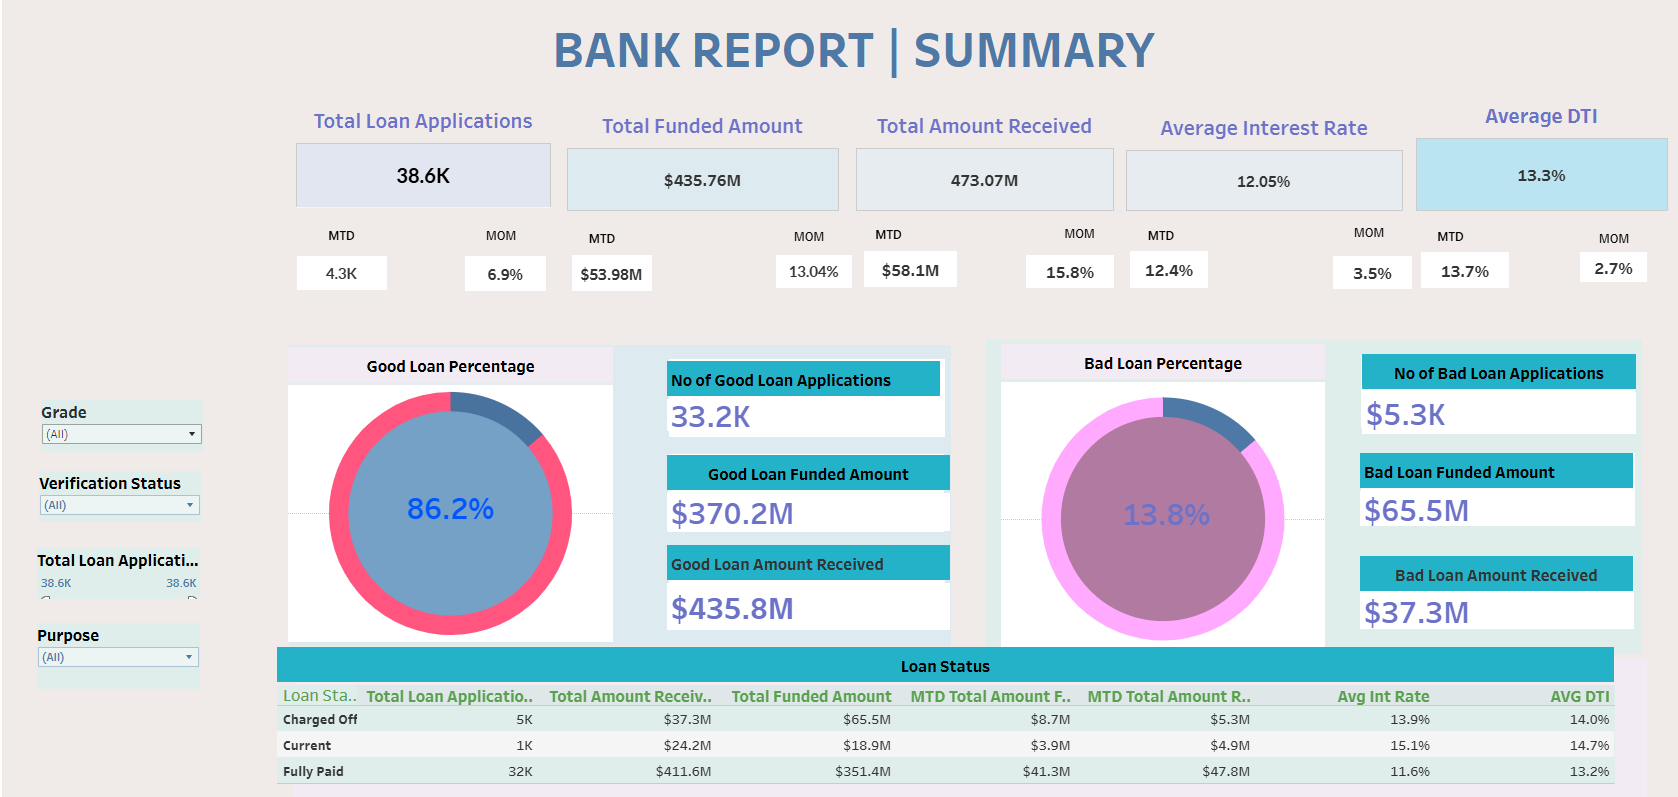 BANK REPORT | SUMMARY
Total Loan Applications
38.6K
MTD
MOM
4.3K
6.9%
Total Funded Amount
$435.76M
MTD
MOM
$53.98M
13.04%
Total Amount Received
473.07M
MTD
MOM
$58.1M
15.8%
Average Interest Rate
12.05%
MTD
MOM
12.4%
3.5%
Average DTI
13.3%
MTD
MOM
13.7%
2.7%
Grade
(All)
Verification Status
(All)
Total Loan Applicati...
38.6K 38.6K
Purpose
(All)
Good Loan Percentage
86.2%
No of Good Loan Applications
33.2K
Good Loan Funded Amount
$370.2M
Good Loan Amount Received
$435.8M
Bad Loan Percentage
13.8%
No of Bad Loan Applications
$5.3K
Bad Loan Funded Amount
$65.5M
Bad Loan Amount Received
$37.3M
Loan Status
Loan Sta.. Total Loan Applicatio.. Total Amount Receiv.. Total Funded Amount MTD Total Amount F.. MTD Total Amount R.. Avg Int Rate AVG DTI
Charged Off 5K $37.3M $65.5M $8.7M $5.3M 13.9% 14.0%
Current 1K $24.2M $18.9M $3.9M $4.9M 15.1% 14.7%
Fully Paid 32K $411.6M $351.4M $41.3M $47.8M 11.6% 13.2%